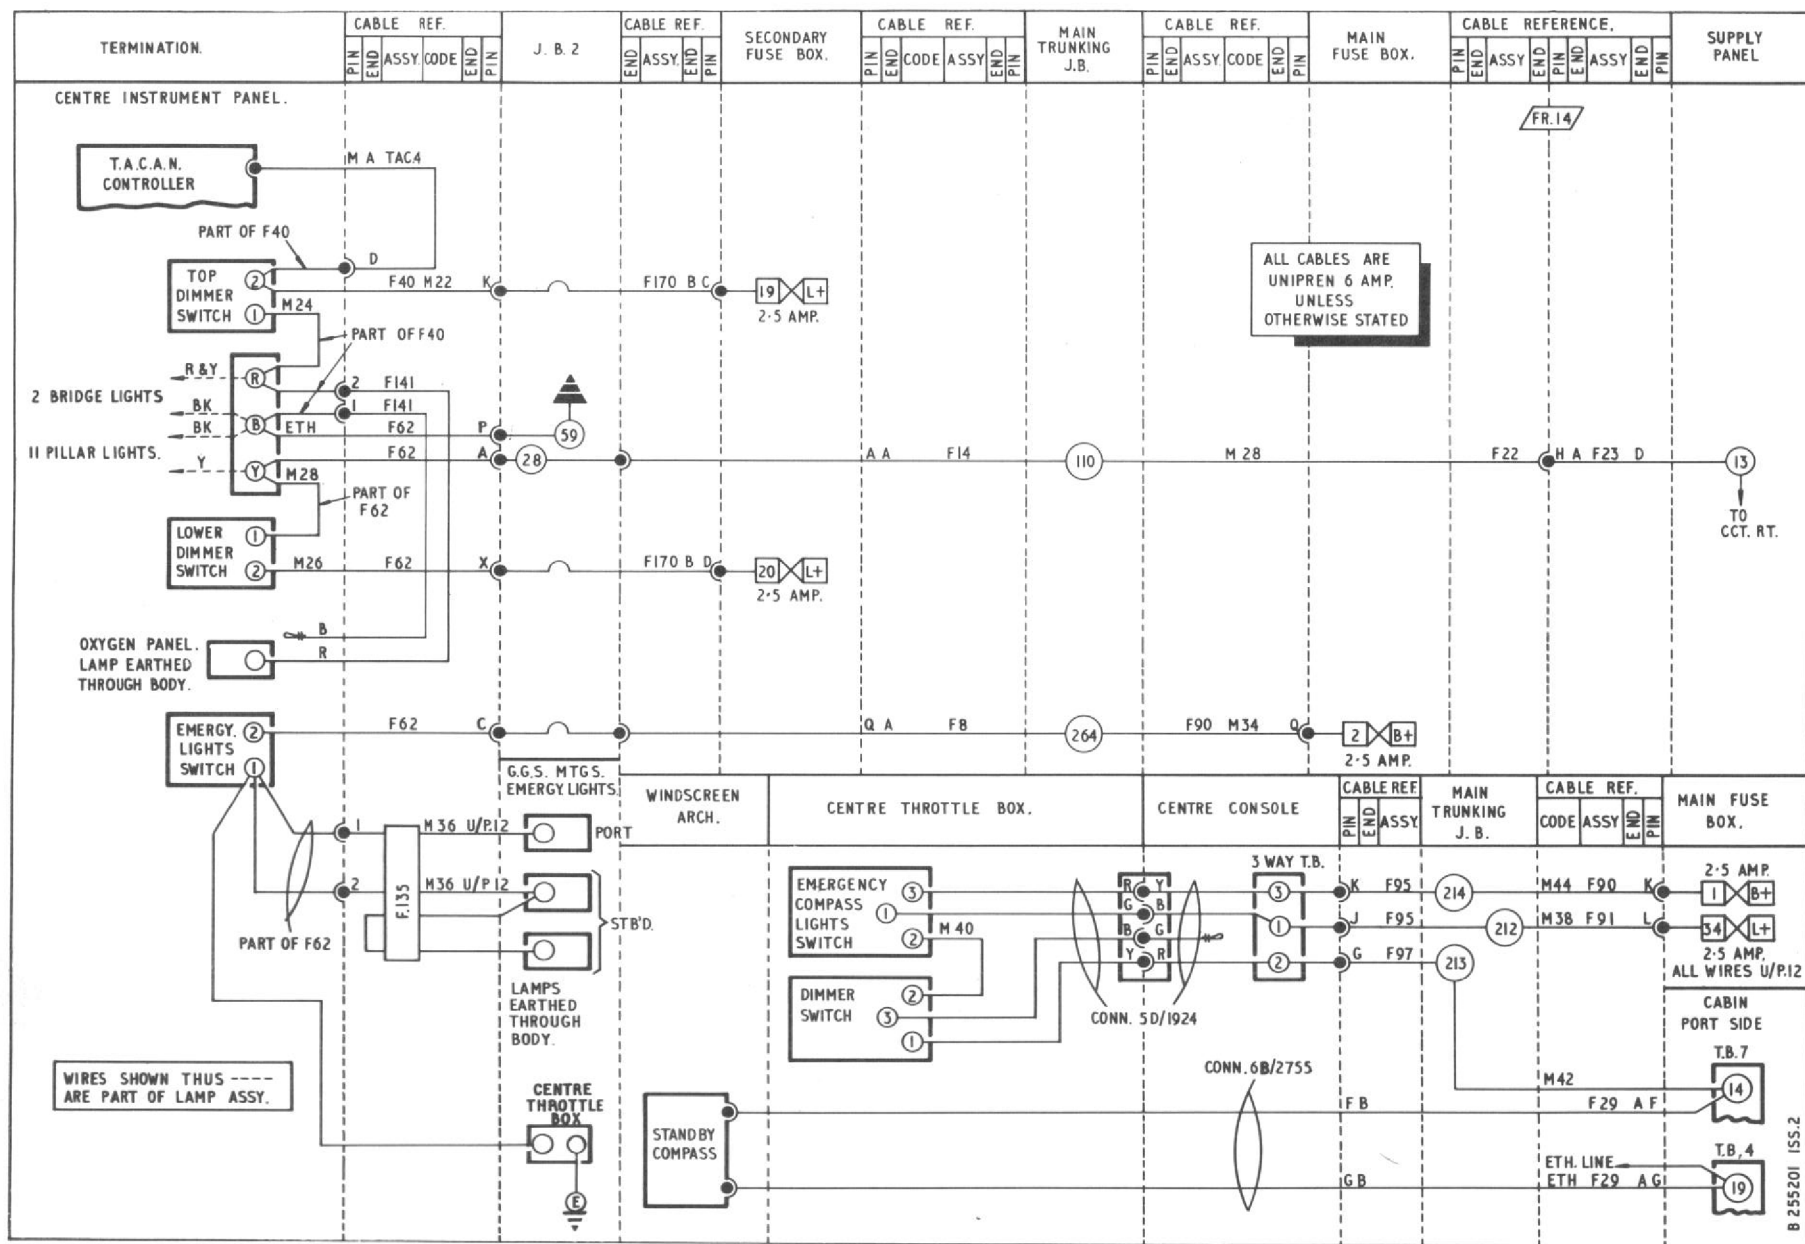 TERMINATION.
CABLE REF.
PIN END ASSY. CODE END PIN
J. B. 2
CABLE REF.
END ASSY. END PIN
SECONDARY
FUSE BOX.
CABLE REF.
PIN END CODE ASSY END PIN
MAIN
TRUNKING
J.B.
CABLE REF.
PIN END ASSY. CODE END PIN
MAIN
FUSE BOX.
CABLE REFERENCE,
PIN END ASSY END PIN END ASSY END PIN
SUPPLY
PANEL
CENTRE INSTRUMENT PANEL.
FR.14
T.A.C.A.N.
CONTROLLER
M A TAC4
PART OF F40
D
TOP
DIMMER
SWITCH
2
1
F40 M22 K
F170 B C
19 L+
2·5 AMP.
ALL CABLES ARE
UNIPREN 6 AMP.
UNLESS
OTHERWISE STATED
M24
PART OF F40
R & Y
R
2 F141
2 BRIDGE LIGHTS
BK
B
1 F141
BK
ETH F62 P
59
11 PILLAR LIGHTS.
Y
Y
F62 A
28
A A F14
110
M 28
F22
H A F23 D
13
TO
CCT. RT.
M28
PART OF
F62
LOWER
DIMMER
SWITCH
1
2
M26 F62 X
F170 B D
20 L+
2·5 AMP.
B
R
OXYGEN PANEL.
LAMP EARTHED
THROUGH BODY.
EMERGY.
LIGHTS
SWITCH
2
1
F62 C
Q A F8
264
F90 M34 Q
2 B+
2·5 AMP.
G.G.S. MTGS.
EMERGY. LIGHTS.
1
M36 U/P.12
PORT
2
M36 U/P 12
F.135
STB'D.
PART OF F62
LAMPS
EARTHED
THROUGH
BODY.
WIRES SHOWN THUS ----
ARE PART OF LAMP ASSY.
CENTRE
THROTTLE
BOX
E
WINDSCREEN
ARCH.
CENTRE THROTTLE BOX.
CENTRE CONSOLE
CABLE REF
PIN END ASSY
MAIN
TRUNKING
J. B.
CABLE REF.
CODE ASSY END PIN
MAIN FUSE
BOX.
EMERGENCY
COMPASS
LIGHTS
SWITCH
3
1
2
M 40
R Y
G B
B G
Y R
3 WAY T.B.
3
1
2
K F95
214
M44 F90 K
2·5 AMP.
1 B+
J F95
212
M38 F91 L
34 L+
2·5 AMP.
ALL WIRES U/P.12
G F97
213
DIMMER
SWITCH
2
3
1
CONN. 5D/1924
CABIN
PORT SIDE
T.B.7
14
M42
CONN. 6B/2755
F B
F29 A F
STANDBY
COMPASS
T.B.4
19
ETH. LINE
G B
ETH F29 A G
B 255201 ISS.2